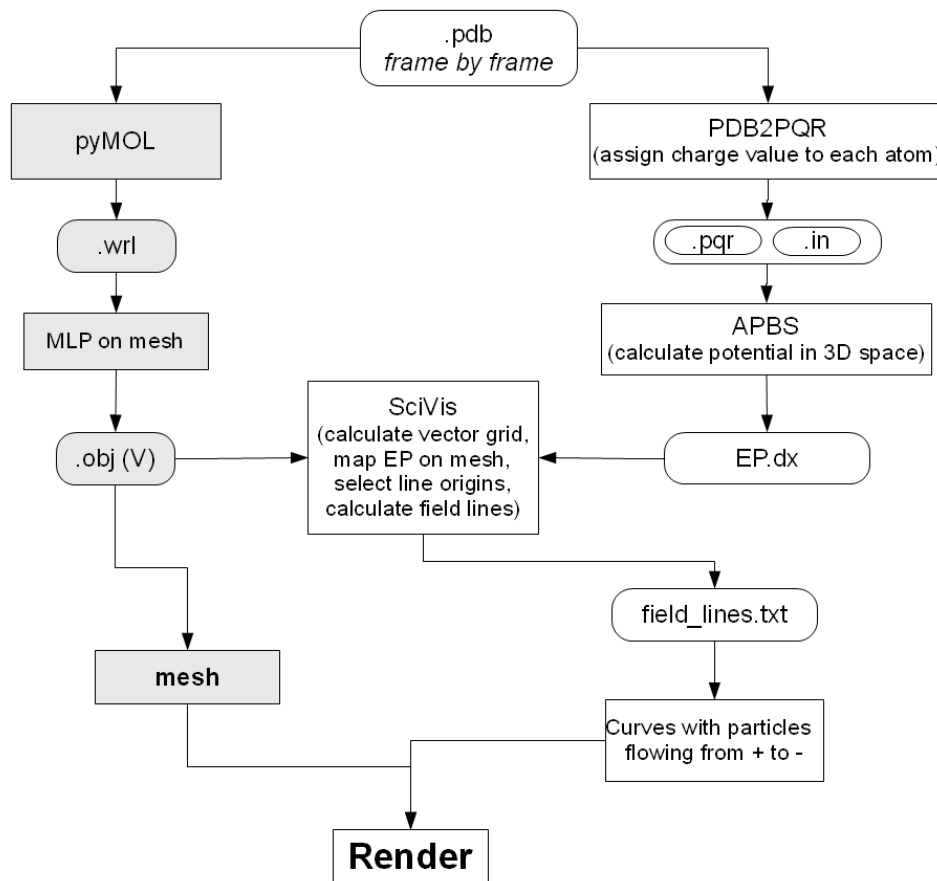 .pdb
frame by frame
pyMOL
PDB2PQR
(assign charge value to each atom)
.wrl
.pqr
.in
MLP on mesh
APBS
(calculate potential in 3D space)
.obj (V)
SciVis
(calculate vector grid,
map EP on mesh,
select line origins,
calculate field lines)
EP.dx
field_lines.txt
mesh
Curves with particles
flowing from + to -
Render